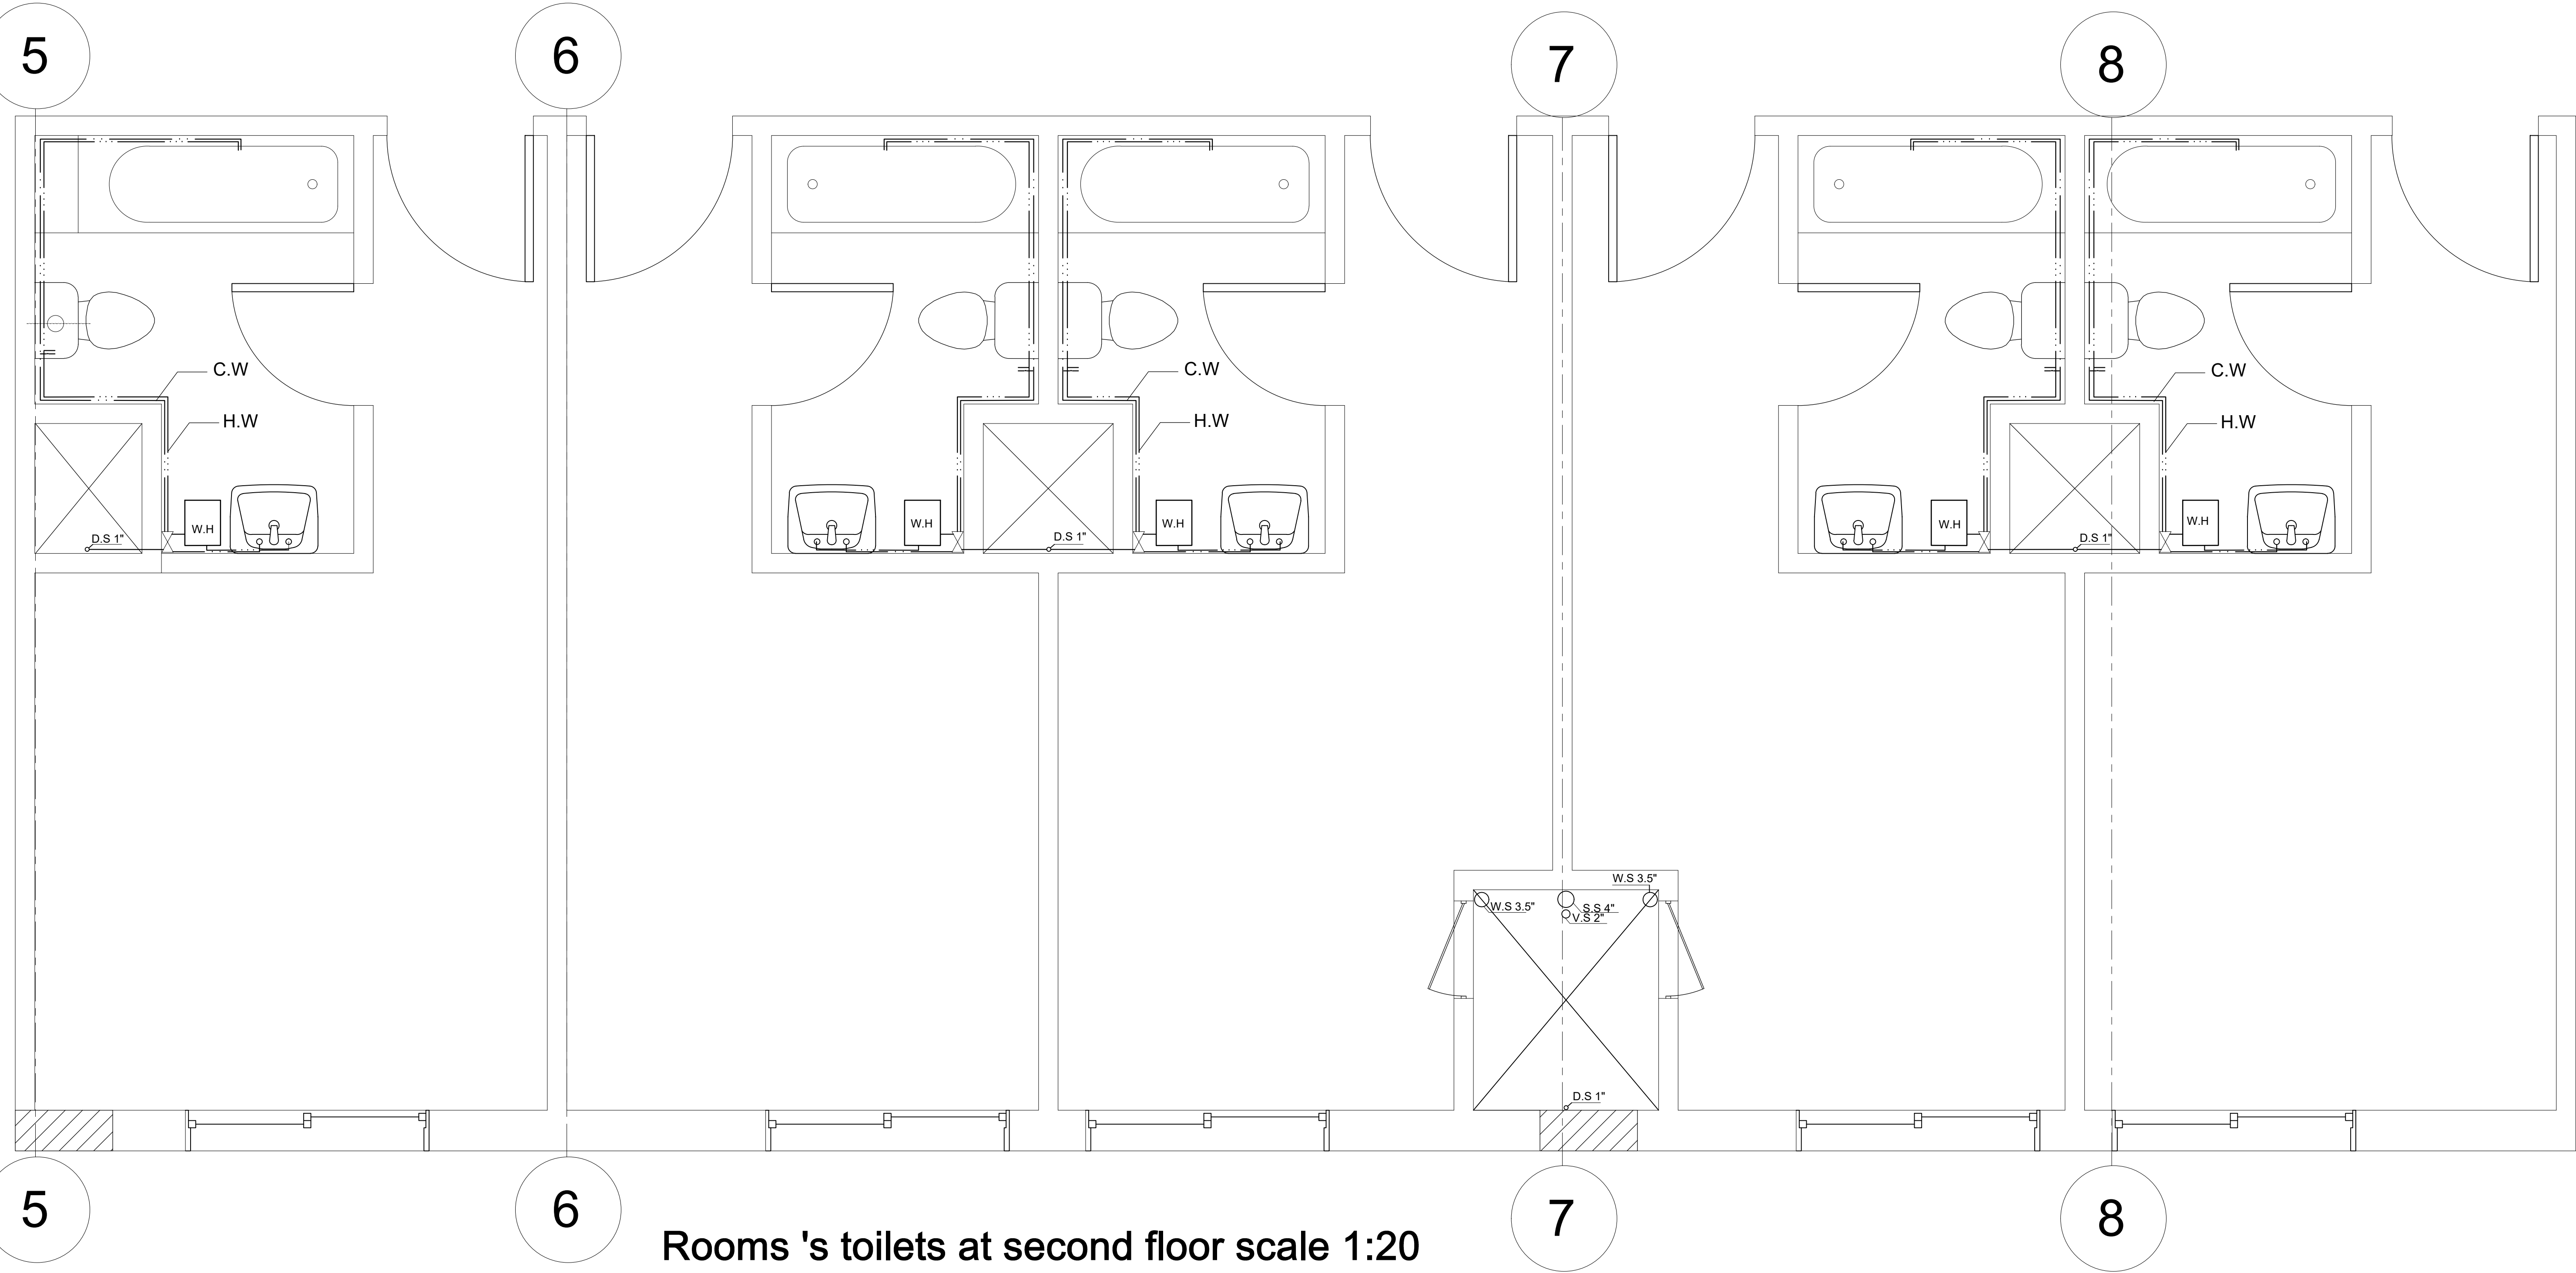 5
6
7
8
C.W
C.W
C.W
H.W
H.W
H.W
W.H
W.H
W.H
W.H
W.H
D.S 1"
D.S 1"
D.S 1"
W.S 3.5"
W.S 3.5"
S.S 4"
V.S 2"
D.S 1"
5
6
7
8
Rooms 's toilets at second floor scale 1:20